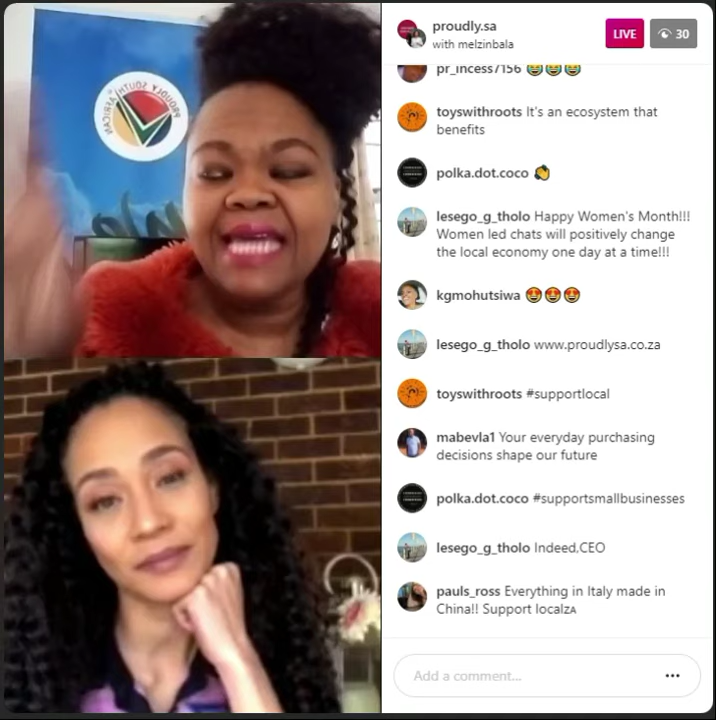 PROUDLY SOUTH AFRICAN
proudly.sa
with melzinbala
LIVE
30
pr_incess7156 😂😂😂
toyswithroots It's an ecosystem that
benefits
polka.dot.coco 👏
lesego_g_tholo Happy Women's Month!!!
Women led chats will positively change
the local economy one day at a time!!!
kgmohutsiwa 😍😍😍
lesego_g_tholo www.proudlysa.co.za
toyswithroots #supportlocal
mabevla1 Your everyday purchasing
decisions shape our future
polka.dot.coco #supportsmallbusinesses
lesego_g_tholo Indeed,CEO
pauls_ross Everything in Italy made in
China!! Support localZA
Add a comment...